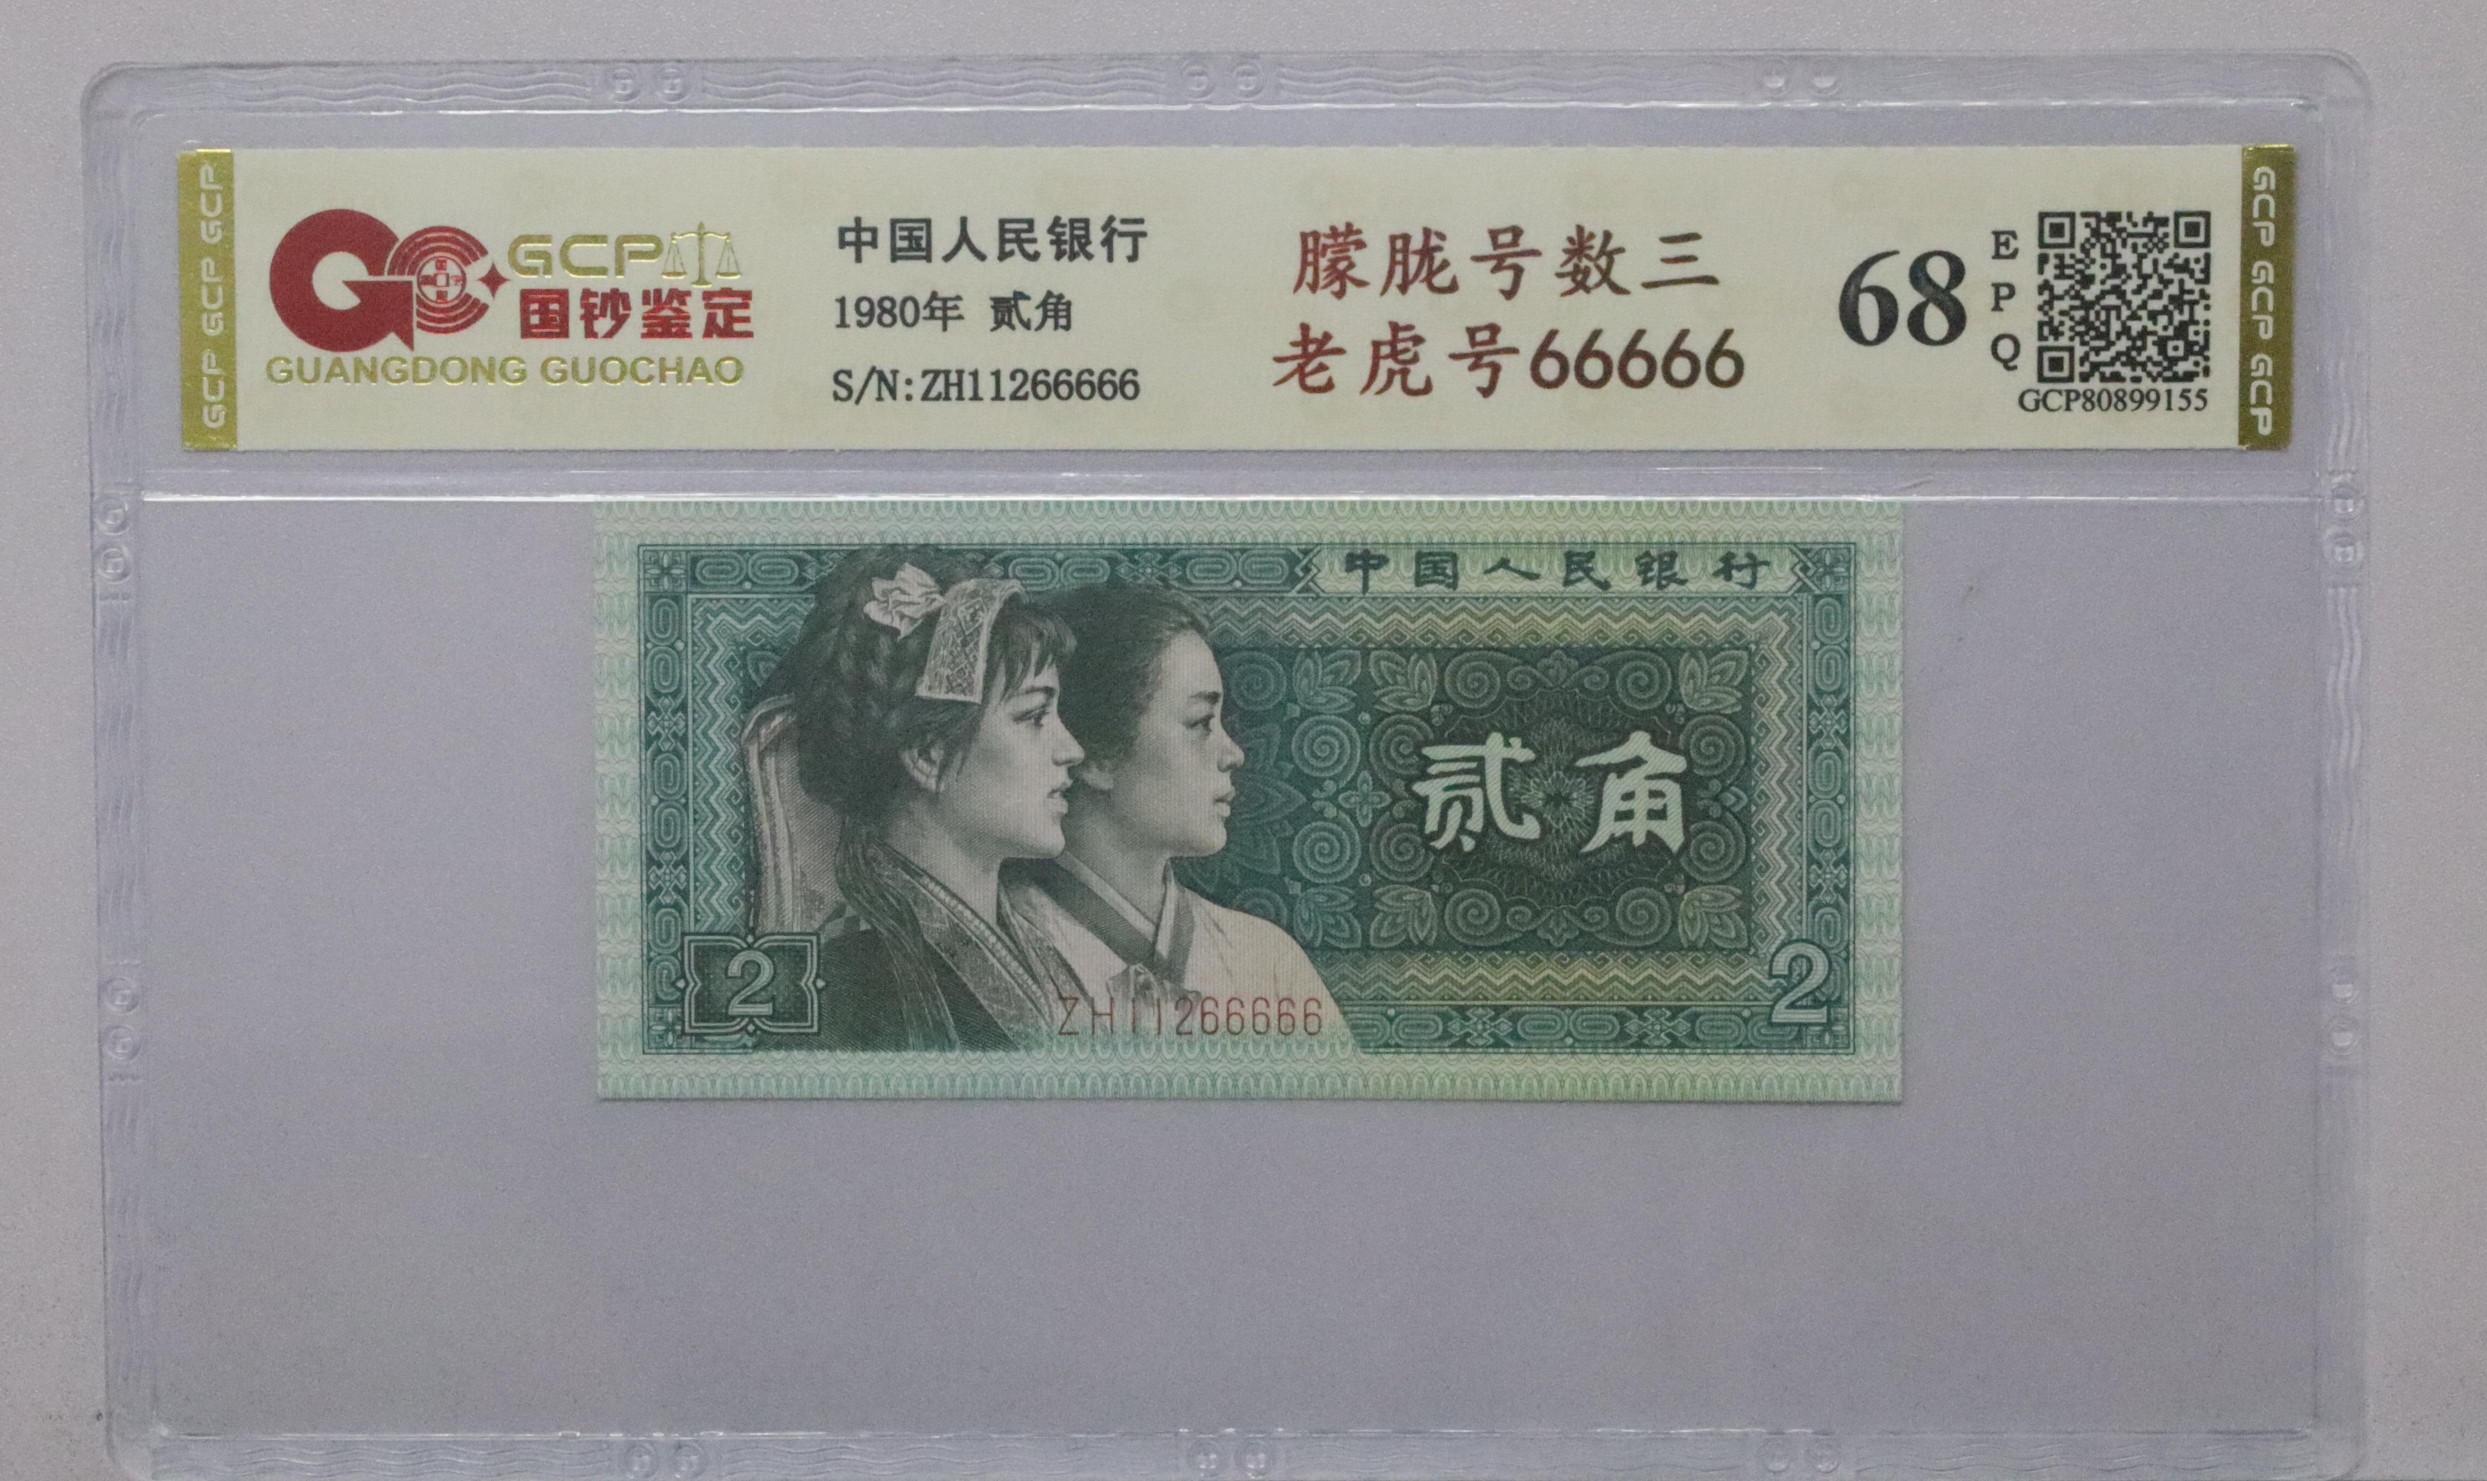 GCP GCP GCP
GCP
国钞鉴定
GUANGDONG GUOCHAO
中国人民银行
1980年 贰角
S/N:ZH11266666
朦胧号数三
老虎号66666
68
EPQ
GCP80899155
GCP GCP GCP
中国人民银行
贰角
2
ZH11266666
2